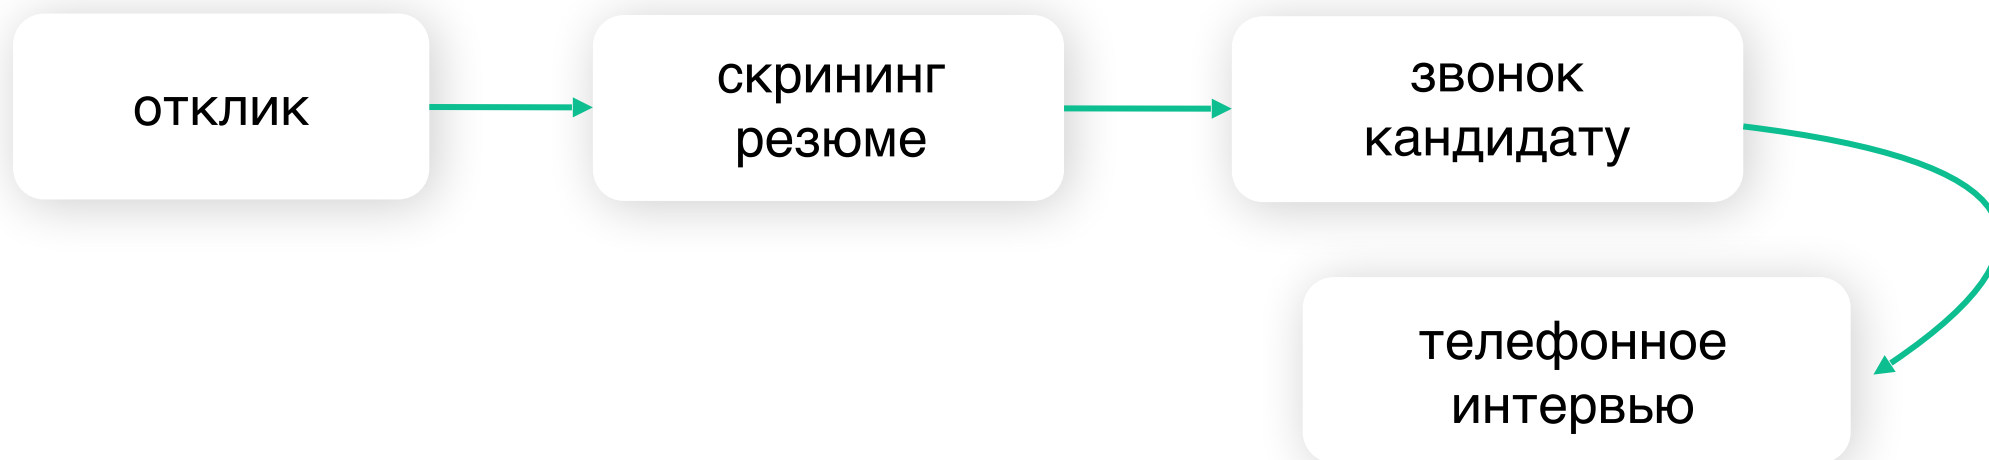 отклик
скрининг
резюме
звонок
кандидату
телефонное
интервью